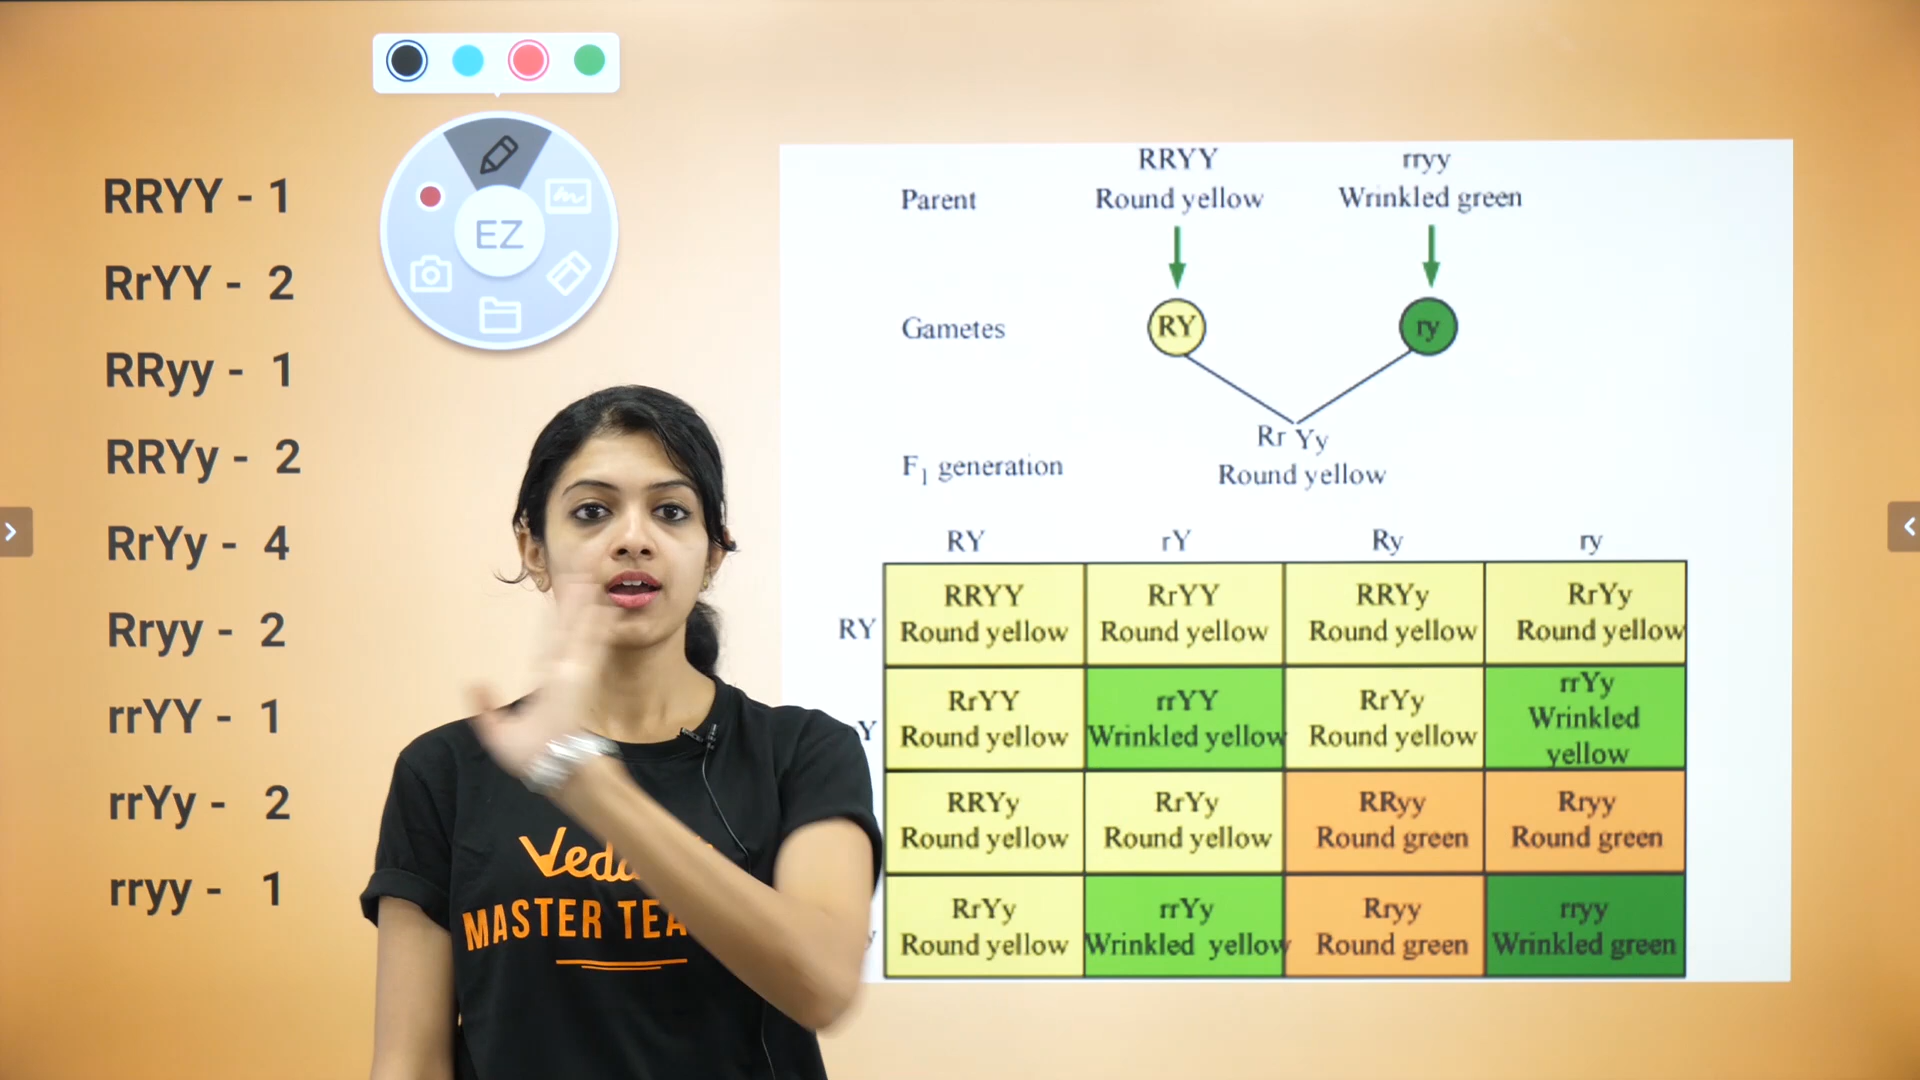 RRYY - 1
RrYY - 2
RRyy - 1
RRYy - 2
RrYy - 4
Rryy - 2
rrYY - 1
rrYy - 2
rryy - 1
EZ
MASTER
RRYY rryy
Parent Round yellow Wrinkled green
Gametes RY ry
Rr Yy
F1 generation Round yellow
RY rY Ry ry
RY RRYY RrYY RRYy RrYy
Round yellow Round yellow Round yellow Round yellow
Y RrYY rrYY RrYy rrYy
Round yellow Wrinkled yellow Round yellow Wrinkled yellow
RRYy RrYy RRyy Rryy
Round yellow Round yellow Round green Round green
y RrYy rrYy Rryy rryy
Round yellow Wrinkled yellow Round green Wrinkled green